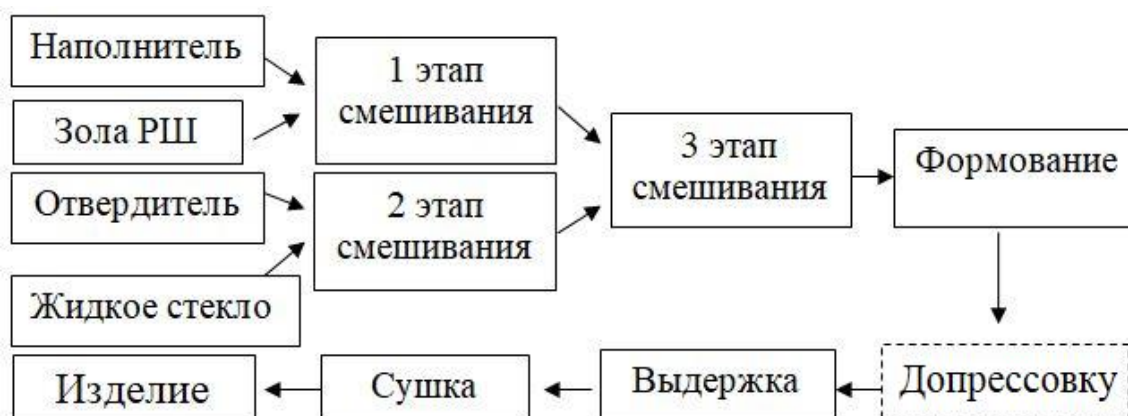 Наполнитель
Зола РШ
Отвердитель
Жидкое стекло
1 этап
смешивания
2 этап
смешивания
3 этап
смешивания
Формование
Допрессовку
Выдержка
Сушка
Изделие